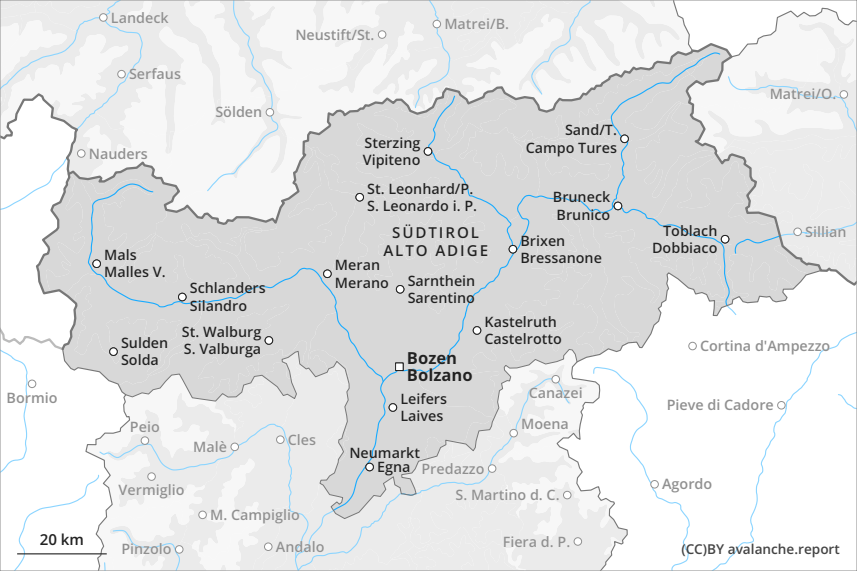 Landeck
Matrei/B.
Neustift/St.
Serfaus
Matrei/O.
Sölden
Sand/T.
Campo Tures
Sterzing
Vipiteno
Nauders
St. Leonhard/P.
S. Leonardo i. P.
Bruneck
Brunico
SÜDTIROL
ALTO ADIGE
Toblach
Dobbiaco
Sillian
Brixen
Bressanone
Mals
Malles V.
Meran
Merano
Sarnthein
Sarentino
Schlanders
Silandro
Kastelruth
Castelrotto
St. Walburg
S. Valburga
Sulden
Solda
Cortina d'Ampezzo
Bozen
Bolzano
Bormio
Canazei
Leifers
Laives
Pieve di Cadore
Peio
Moena
Cles
Malè
Neumarkt
Egna
Predazzo
Vermiglio
Agordo
S. Martino d. C.
M. Campiglio
20 km
Pinzolo
Andalo
Fiera d. P.
(CC)BY avalanche.report